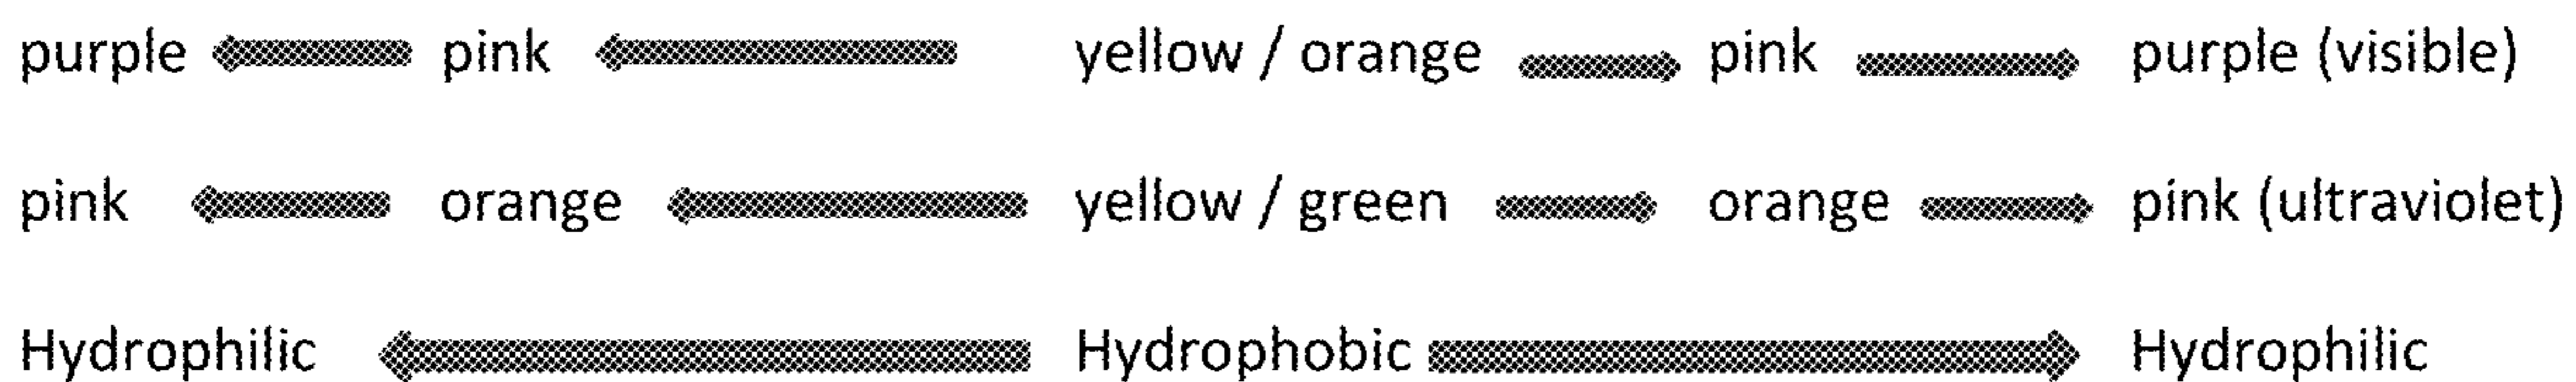 purple pink yellow / orange pink purple (visible)
pink orange yellow / green orange pink (ultraviolet)
Hydrophilic Hydrophobic Hydrophilic